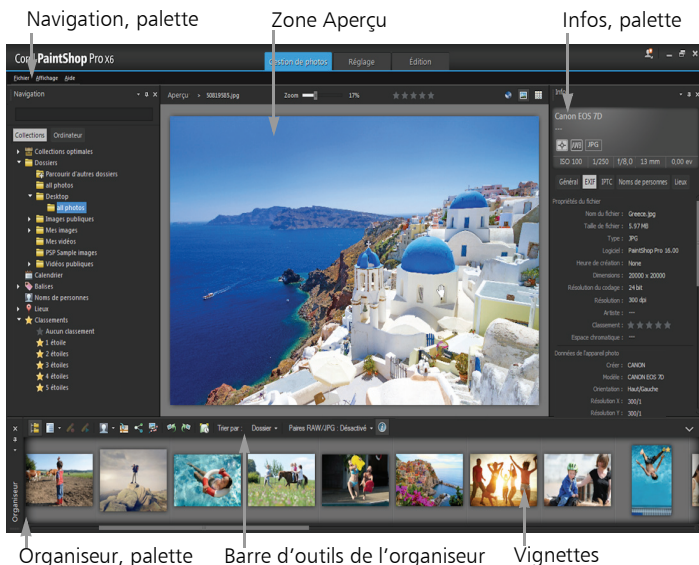 Navigation, palette
Zone Aperçu
Infos, palette
Corel PaintShop Pro X6
Gestion de photos
Réglage
Édition
Fichier Affichage Aide
Navigation
Aperçu > 50819585.jpg
Zoom
17%
Infos
Canon EOS 7D
---
AWB
JPG
ISO 100 1/250 f/8,0 13 mm 0,00 ev
Collections
Ordinateur
Collections optimales
Dossiers
Parcourir d'autres dossiers
all photos
Desktop
all photos
Images publiques
Mes images
Mes vidéos
PSP Sample images
Vidéos publiques
Calendrier
Balises
Noms de personnes
Lieux
Classements
Aucun classement
1 étoile
2 étoiles
3 étoiles
4 étoiles
5 étoiles
Général EXIF IPTC Noms de personnes Lieux
Propriétés du fichier
Nom du fichier : Greece.jpg
Taille de fichier : 5.97 MB
Type : JPG
Logiciel : PaintShop Pro 16.00
Heure de création : None
Dimensions : 20000 x 20000
Résolution du codage : 24 bit
Résolution : 300 dpi
Artiste : ---
Classement :
Espace chromatique : ---
Données de l'appareil photo
Créer : CANON
Modèle : CANON EOS 7D
Orientation : Haut/Gauche
Résolution X : 300/1
Résolution Y : 300/1
Trier par : Dossier
Paires RAW/JPG : Désactivé
Organiseur
Organiseur, palette
Barre d'outils de l'organiseur
Vignettes